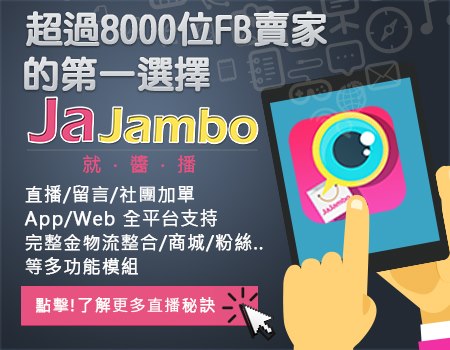 超過8000位FB賣家
的第一選擇
JaJambo
就·醬·播
直播/留言/社團加單
App/Web 全平台支持
完整金物流整合/商城/粉絲..
等多功能模組
點擊!了解更多直播秘訣
JaJambo